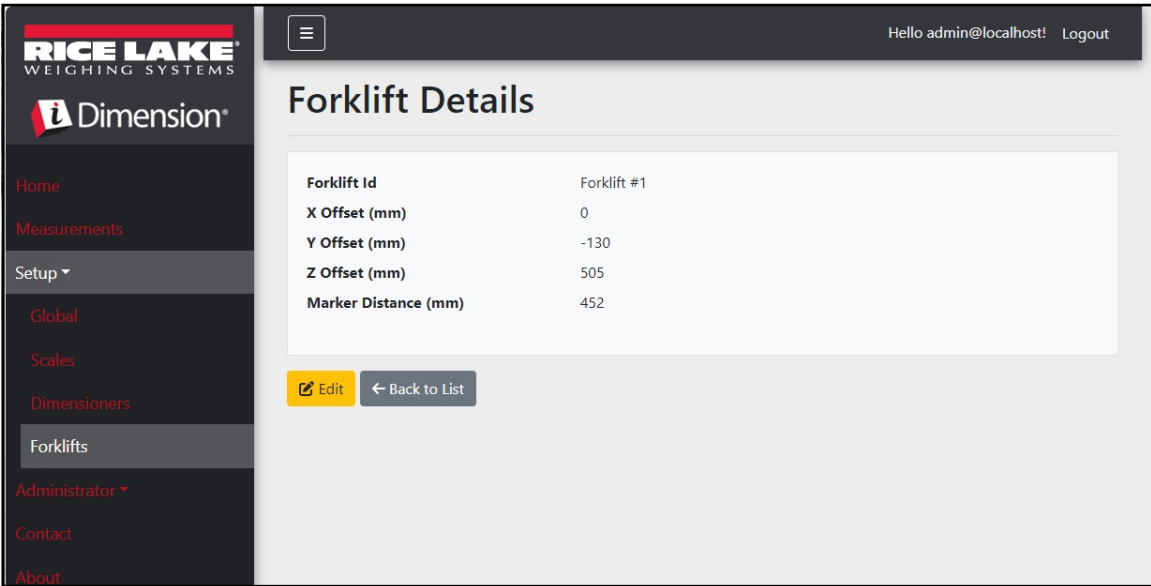 RICE LAKE®
WEIGHING SYSTEMS
i Dimension®
Home
Measurements
Setup
Global
Scales
Dimensioners
Forklifts
Administrator
Contact
About
Hello admin@localhost! Logout
Forklift Details
Forklift Id Forklift #1
X Offset (mm) 0
Y Offset (mm) -130
Z Offset (mm) 505
Marker Distance (mm) 452
Edit Back to List